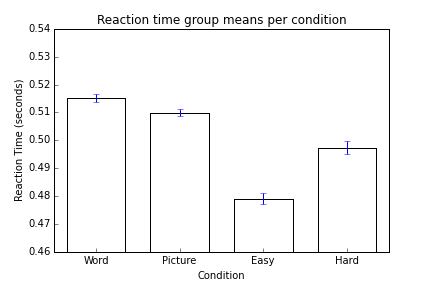 Reaction time group means per condition
0.54
0.53
0.52
0.51
0.50
0.49
0.48
0.47
0.46
Reaction Time (seconds)
Word Picture Easy Hard
Condition